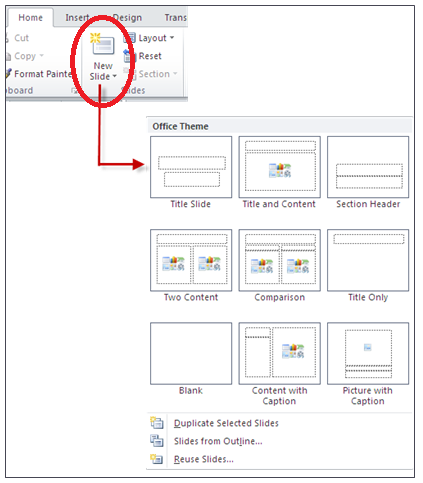 Home Insert Design Trans
Cut
Copy
Format Painte
board
New
Slide
Layout
Reset
Section
Slides
Office Theme
Title Slide
Title and Content
Section Header
Two Content
Comparison
Title Only
Blank
Content with
Caption
Picture with
Caption
Duplicate Selected Slides
Slides from Outline...
Reuse Slides...